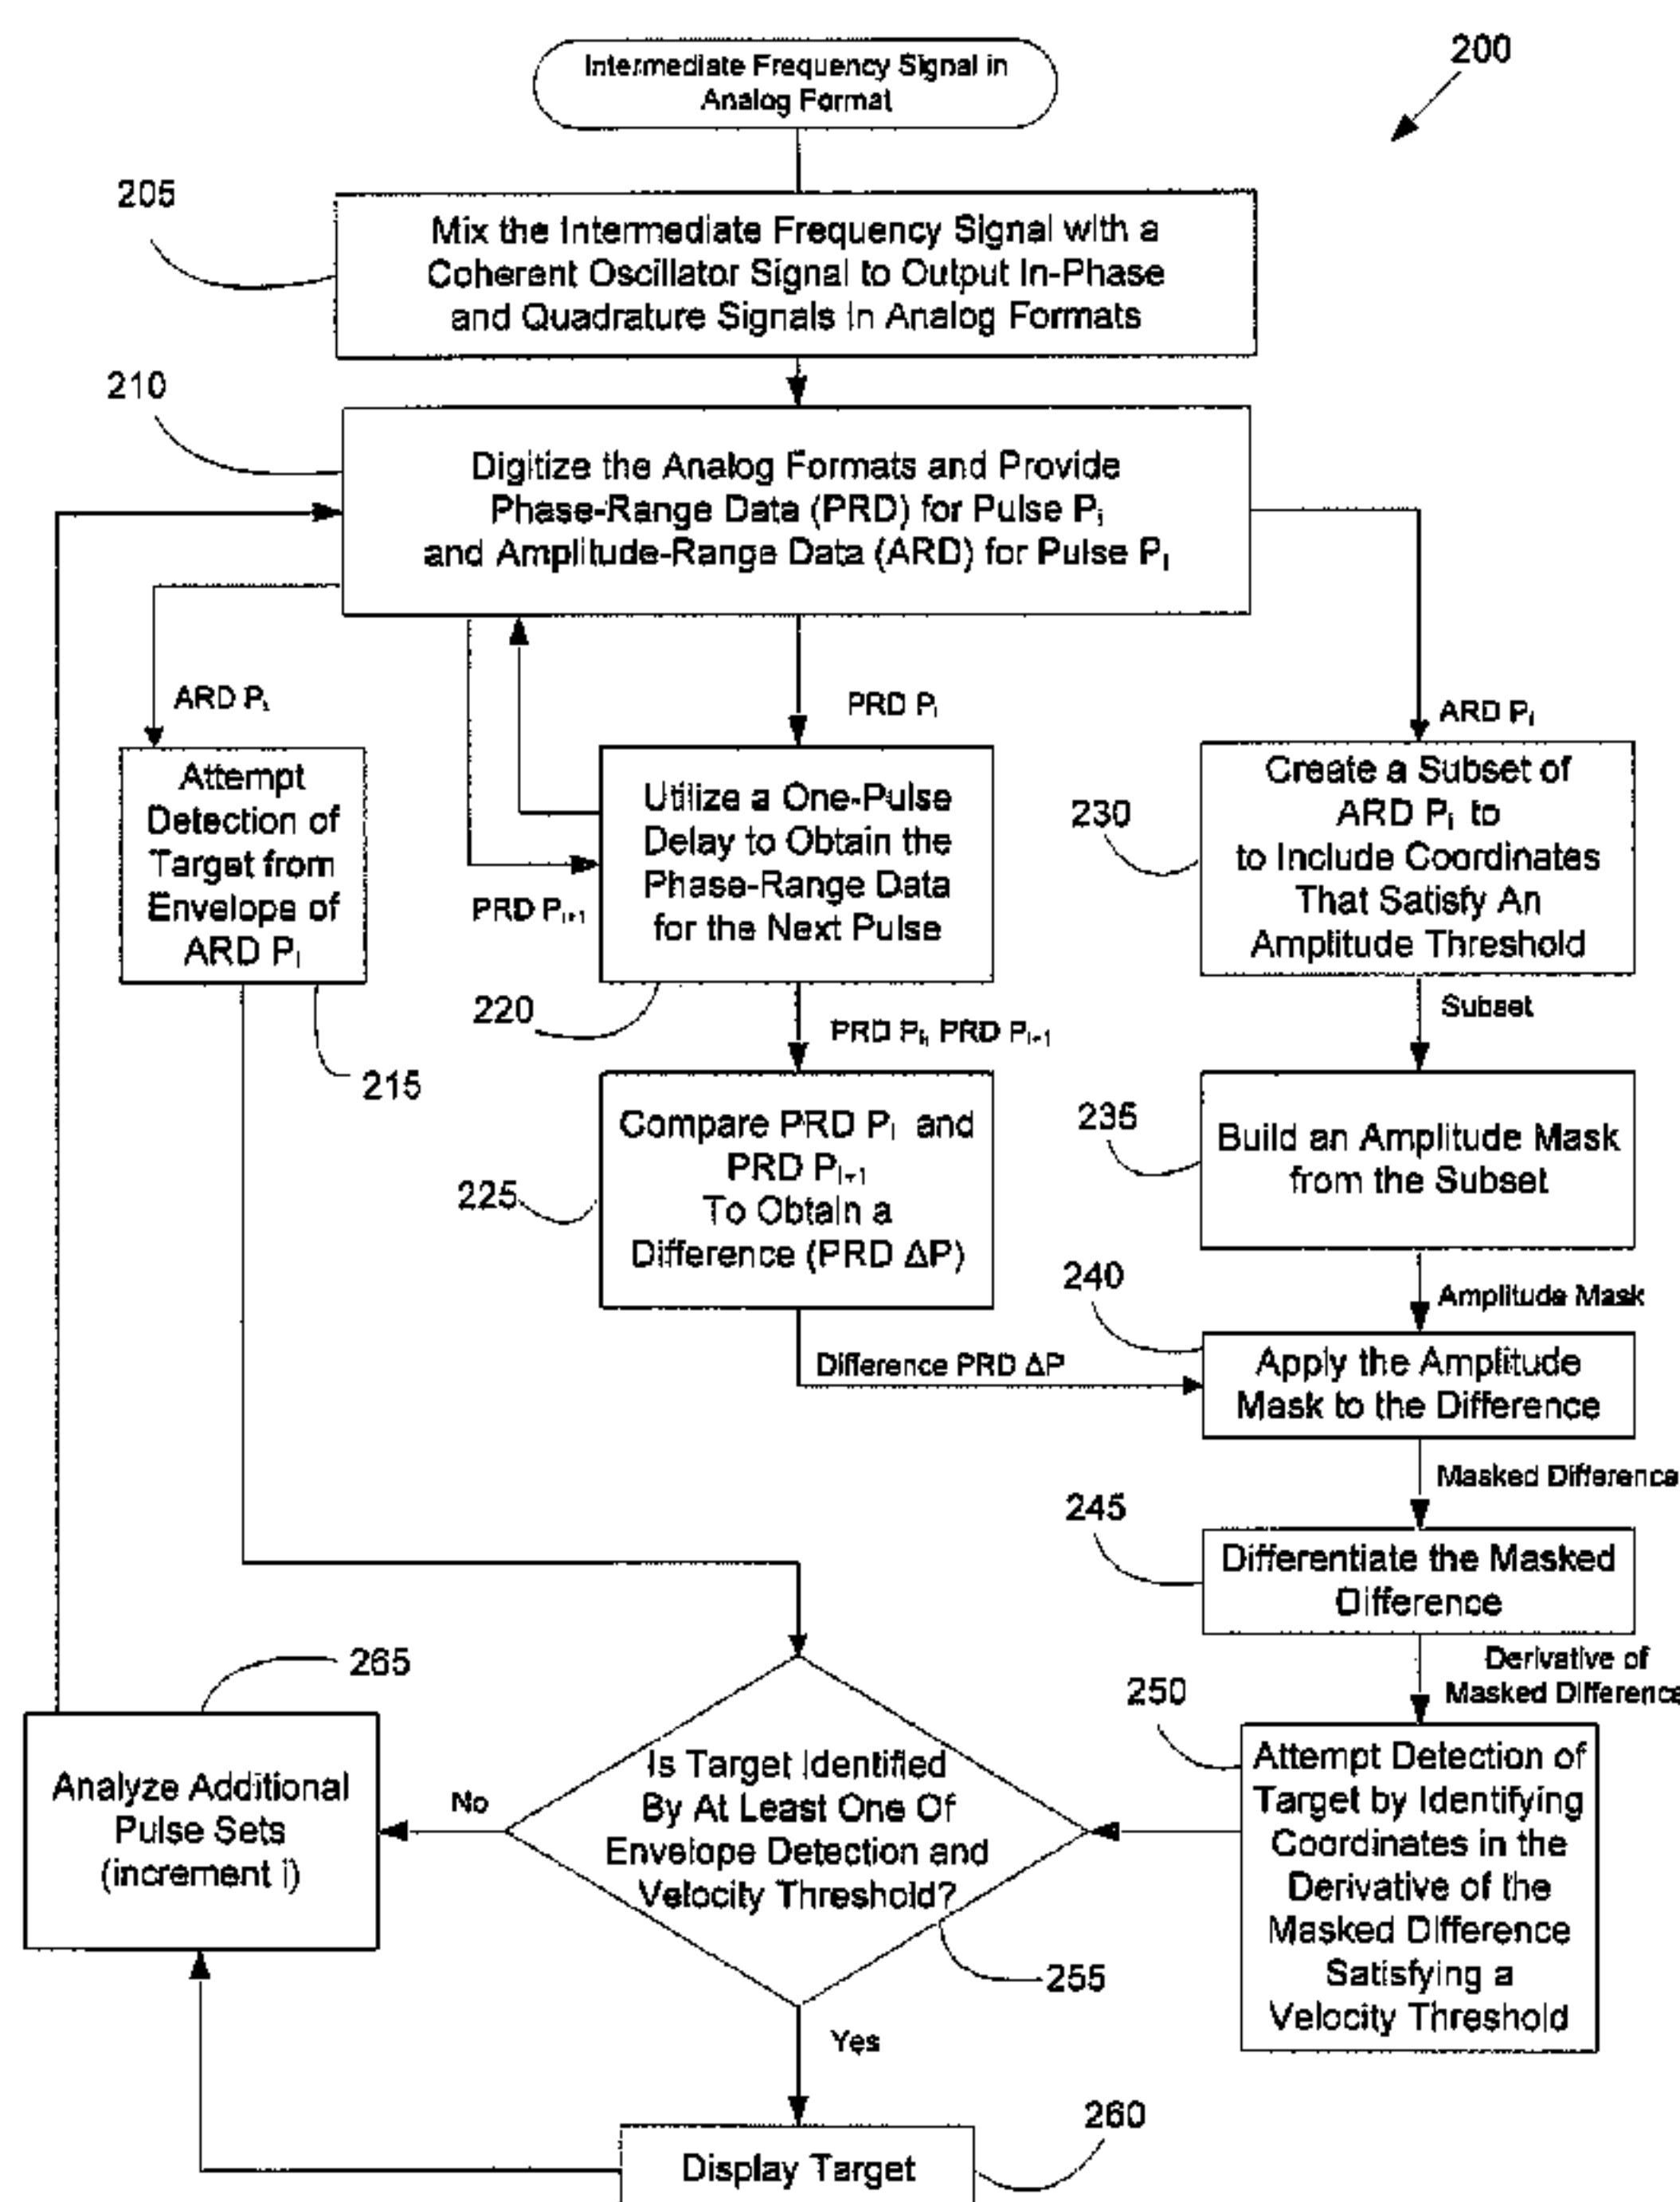 Intermediate Frequency Signal in
Analog Format
200
205
Mix the Intermediate Frequency Signal with a
Coherent Oscillator Signal to Output In-Phase
and Quadrature Signals in Analog Formats
210
Digitize the Analog Formats and Provide
Phase-Range Data (PRD) for Pulse Pi
and Amplitude-Range Data (ARD) for Pulse Pi
ARD Pi
PRD Pi
ARD Pi
Attempt
Detection of
Target from
Envelope of
ARD Pi
215
PRD Pi+1
Utilize a One-Pulse
Delay to Obtain the
Phase-Range Data
for the Next Pulse
220
230
Create a Subset of
ARD Pi to
to Include Coordinates
That Satisfy An
Amplitude Threshold
Subset
PRD Pi, PRD Pi+1
225
Compare PRD Pi and
PRD Pi+1
To Obtain a
Difference (PRD ΔP)
235
Build an Amplitude Mask
from the Subset
Amplitude Mask
240
Difference PRD ΔP
Apply the Amplitude
Mask to the Difference
Masked Difference
245
Differentiate the Masked
Difference
Derivative of
Masked Difference
250
Attempt Detection of
Target by Identifying
Coordinates in the
Derivative of the
Masked Difference
Satisfying a
Velocity Threshold
265
Analyze Additional
Pulse Sets
(increment i)
No
Is Target Identified
By At Least One Of
Envelope Detection and
Velocity Threshold?
255
Yes
260
Display Target